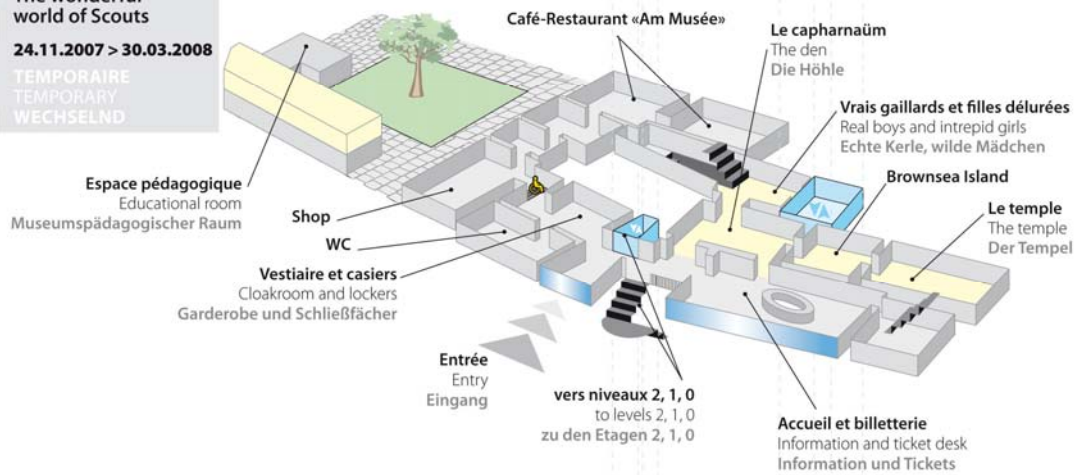 The wonderful
world of Scouts
24.11.2007 > 30.03.2008
TEMPORAIRE
TEMPORARY
WECHSELND
Café-Restaurant «Am Musée»
Le capharnaüm
The den
Die Höhle
Vrais gaillards et filles délurées
Real boys and intrepid girls
Echte Kerle, wilde Mädchen
Brownsea Island
Le temple
The temple
Der Tempel
Espace pédagogique
Educational room
Museumspädagogischer Raum
Shop
WC
Vestiaire et casiers
Cloakroom and lockers
Garderobe und Schließfächer
Entrée
Entry
Eingang
vers niveaux 2, 1, 0
to levels 2, 1, 0
zu den Etagen 2, 1, 0
Accueil et billetterie
Information and ticket desk
Information und Tickets